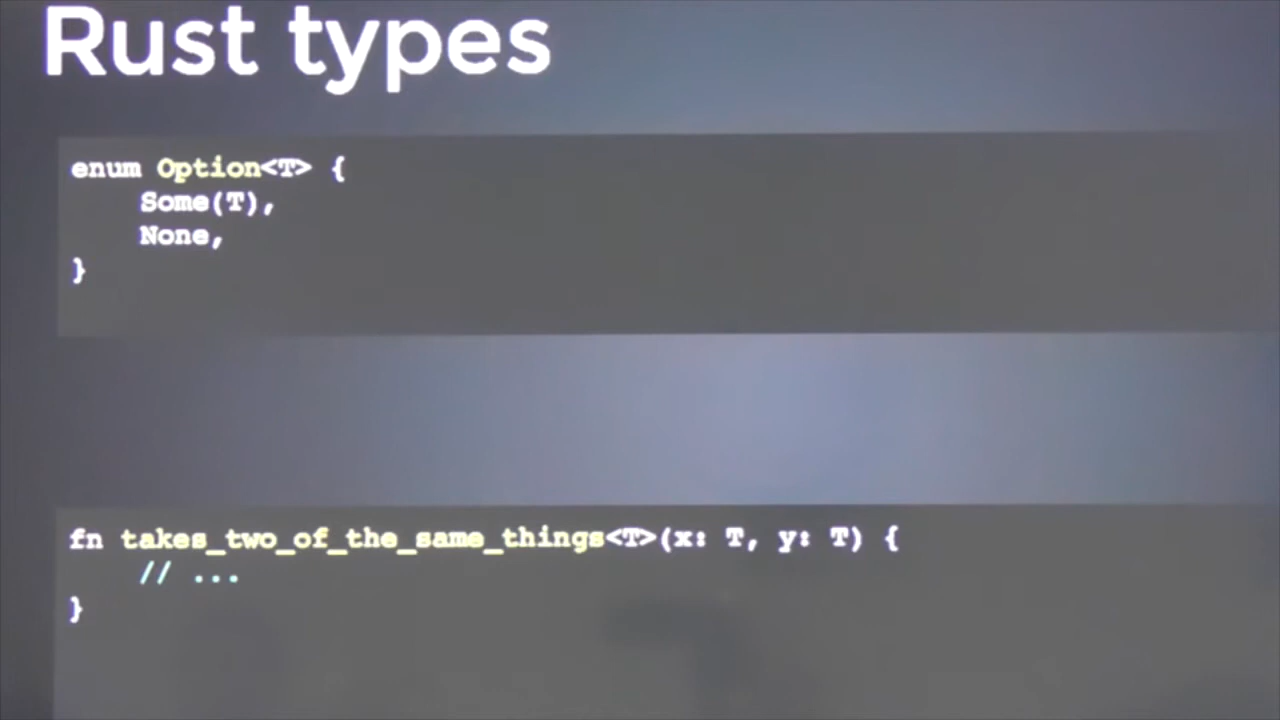 Rust types
enum Option<T> {
    Some(T),
    None,
}
fn takes_two_of_the_same_things<T>(x: T, y: T) {
    // ...
}